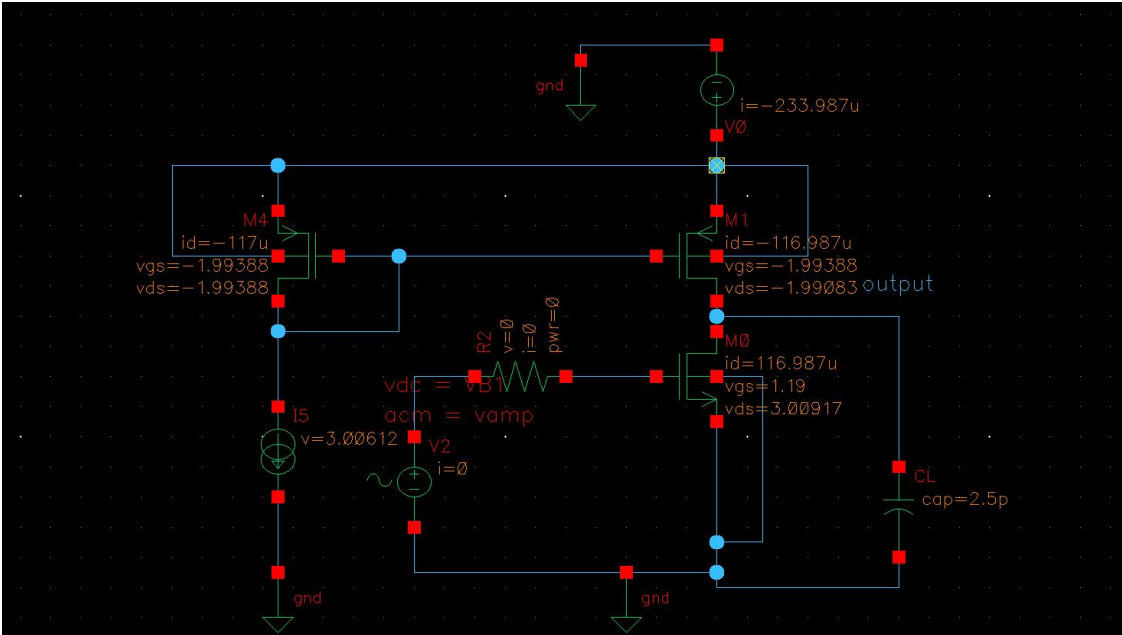 gnd
i=-233.987u
V0
M4
id=-117u
vgs=-1.99388
vds=-1.99388
M1
id=-116.987u
vgs=-1.99388
vds=-1.99083
output
R2
v=0
i=0
pwr=0
M0
id=116.987u
vgs=1.19
vds=3.00917
vdc = VB1
acm = vamp
I5
v=3.00612
V2
i=0
CL
cap=2.5p
gnd
gnd